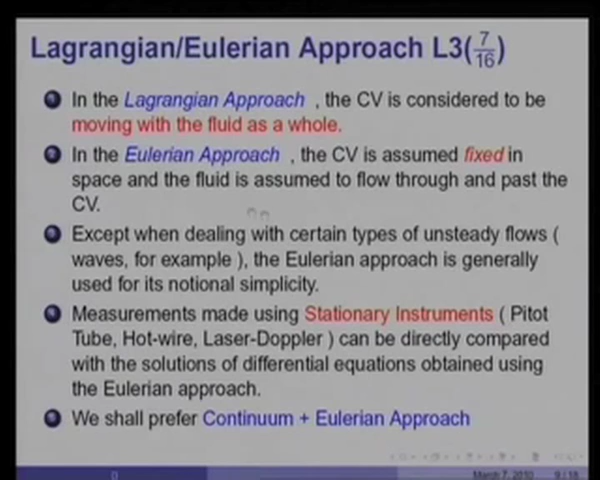 Lagrangian/Eulerian Approach L3(7/16)
In the Lagrangian Approach , the CV is considered to be
moving with the fluid as a whole.
In the Eulerian Approach , the CV is assumed fixed in
space and the fluid is assumed to flow through and past the
CV.
Except when dealing with certain types of unsteady flows (
waves, for example ), the Eulerian approach is generally
used for its notional simplicity.
Measurements made using Stationary Instruments ( Pitot
Tube, Hot-wire, Laser-Doppler ) can be directly compared
with the solutions of differential equations obtained using
the Eulerian approach.
We shall prefer Continuum + Eulerian Approach
March 7, 2010